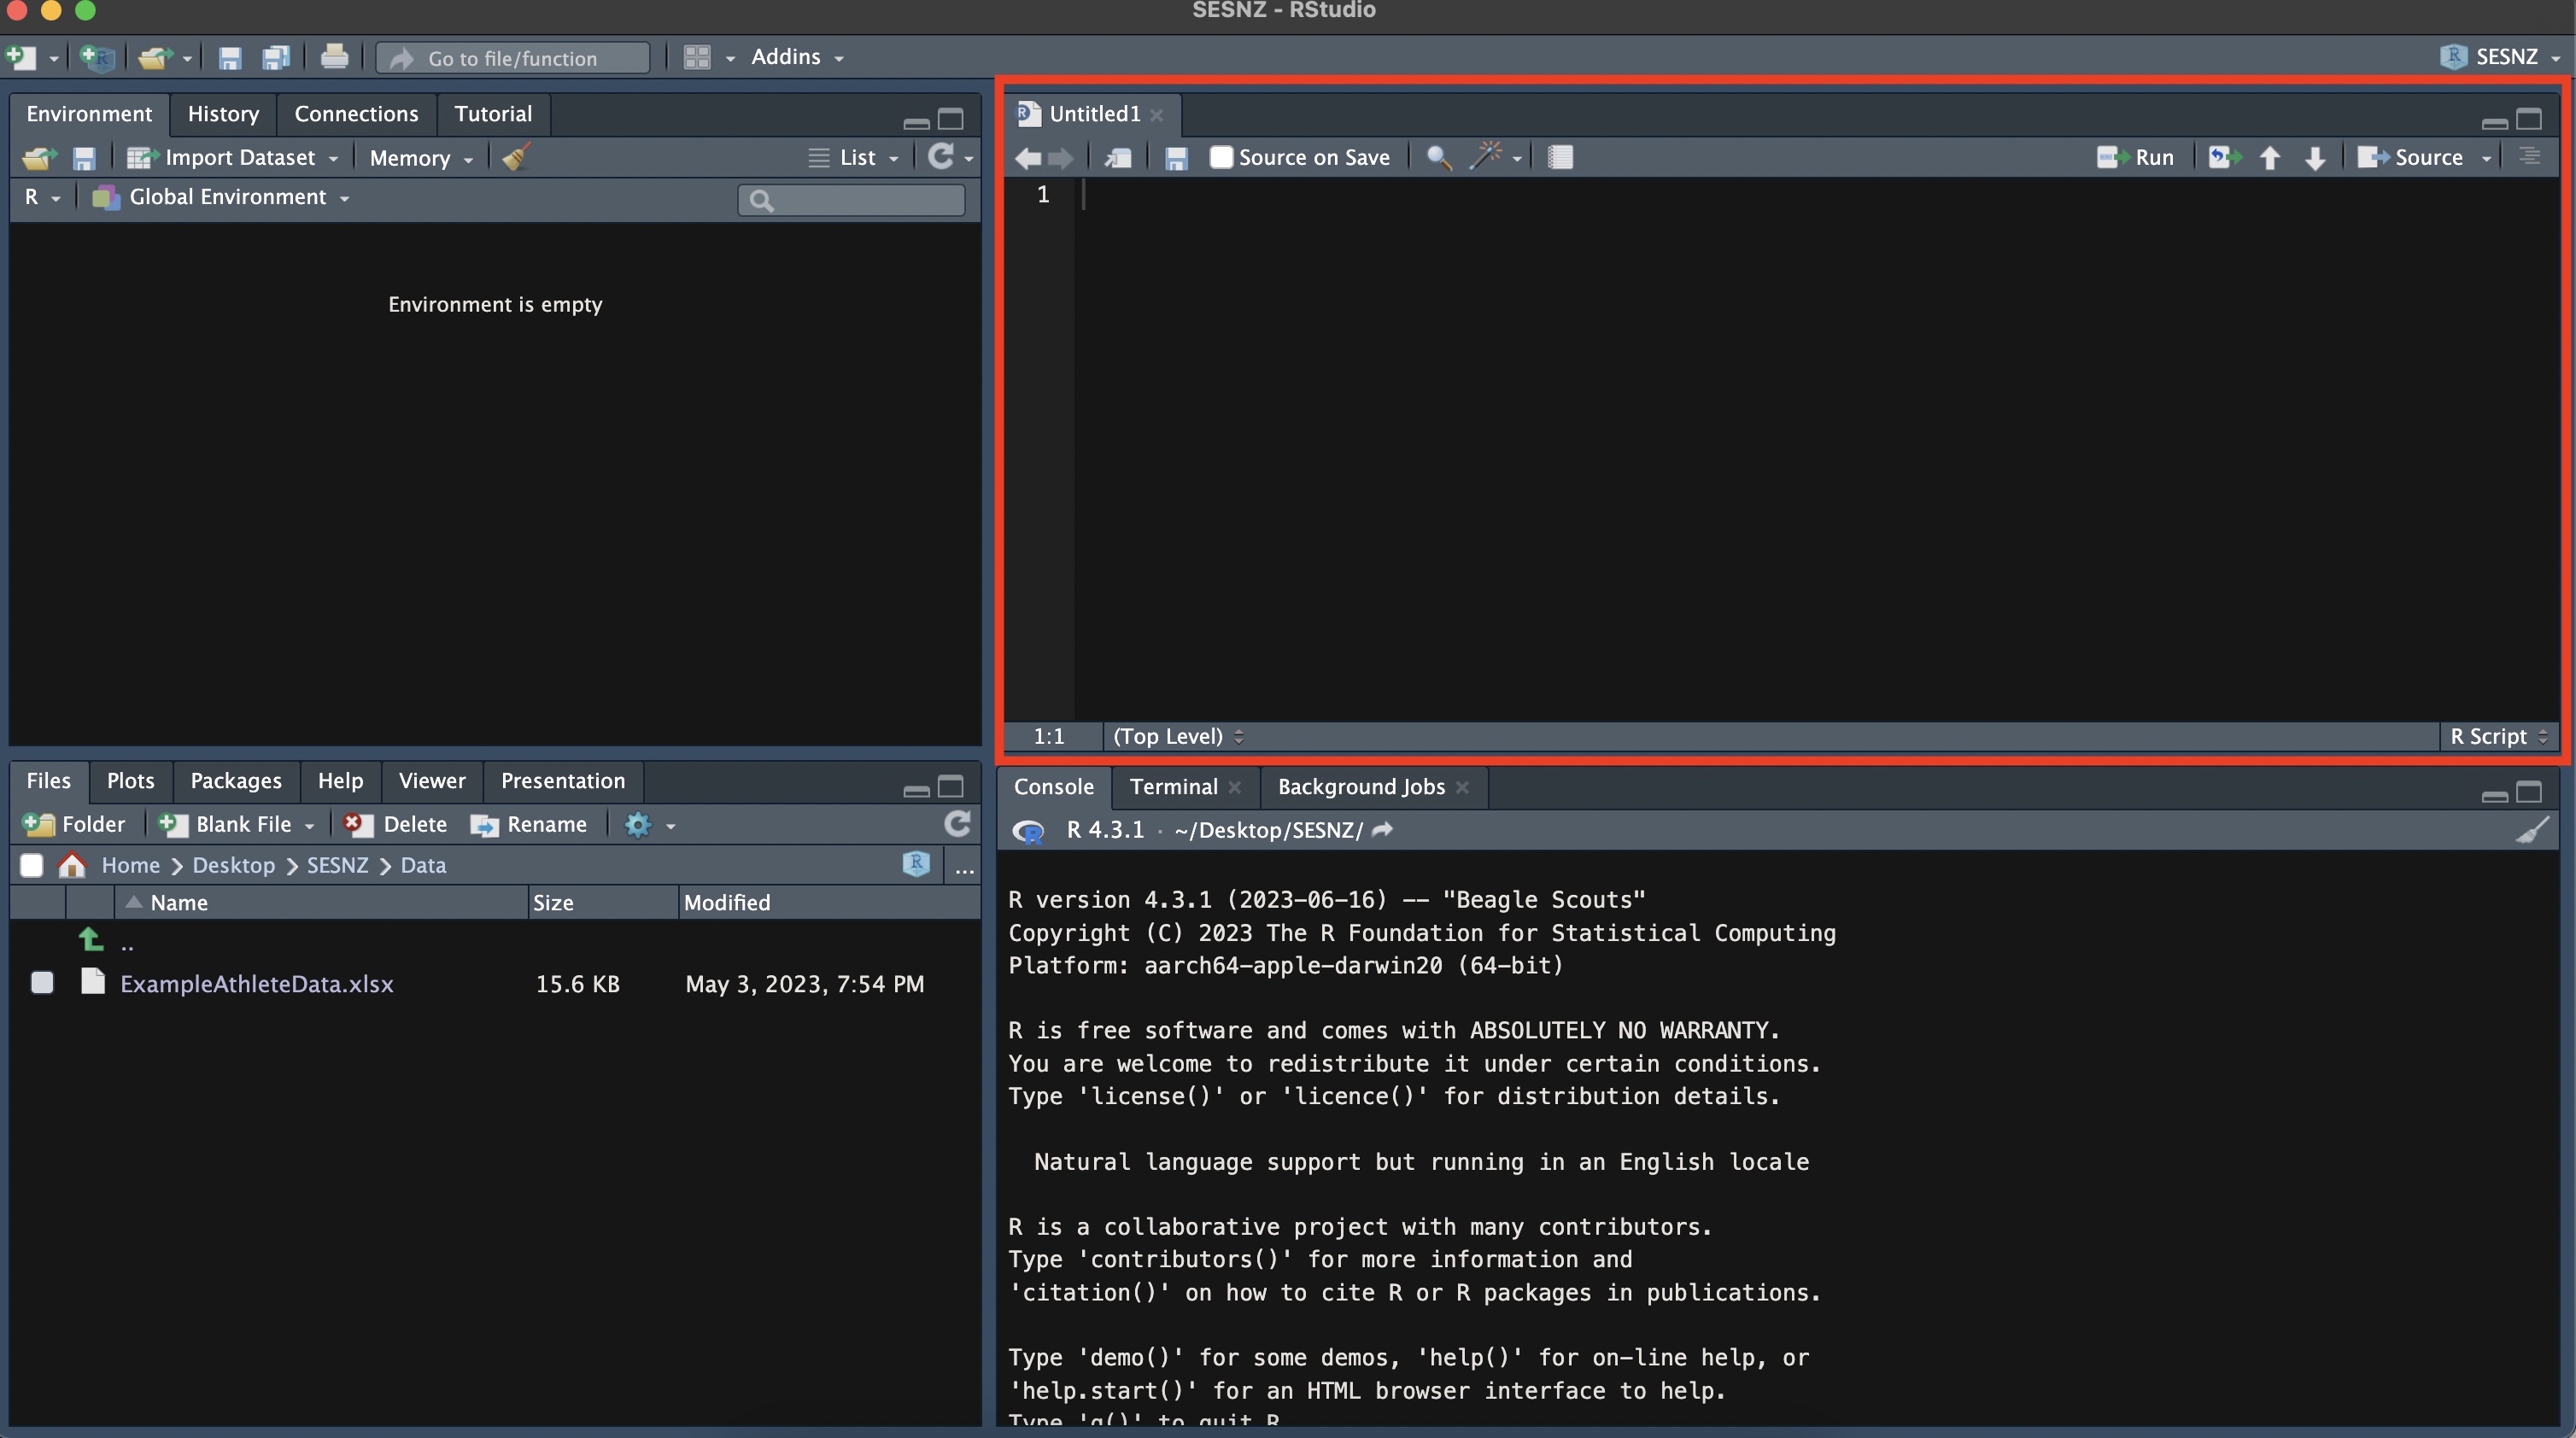 SESNZ - RStudio
Go to file/function
Addins
SESNZ
Environment
History
Connections
Tutorial
Import Dataset
Memory
List
R
Global Environment
Environment is empty
Untitled1
Source on Save
Run
Source
1
1:1
(Top Level)
R Script
Files
Plots
Packages
Help
Viewer
Presentation
Folder
Blank File
Delete
Rename
Home
Desktop
SESNZ
Data
...
Name
Size
Modified
..
ExampleAthleteData.xlsx
15.6 KB
May 3, 2023, 7:54 PM
Console
Terminal
Background Jobs
R 4.3.1 · ~/Desktop/SESNZ/
R version 4.3.1 (2023-06-16) -- "Beagle Scouts"
Copyright (C) 2023 The R Foundation for Statistical Computing
Platform: aarch64-apple-darwin20 (64-bit)
R is free software and comes with ABSOLUTELY NO WARRANTY.
You are welcome to redistribute it under certain conditions.
Type 'license()' or 'licence()' for distribution details.
Natural language support but running in an English locale
R is a collaborative project with many contributors.
Type 'contributors()' for more information and
'citation()' on how to cite R or R packages in publications.
Type 'demo()' for some demos, 'help()' for on-line help, or
'help.start()' for an HTML browser interface to help.
Type 'q()' to quit R